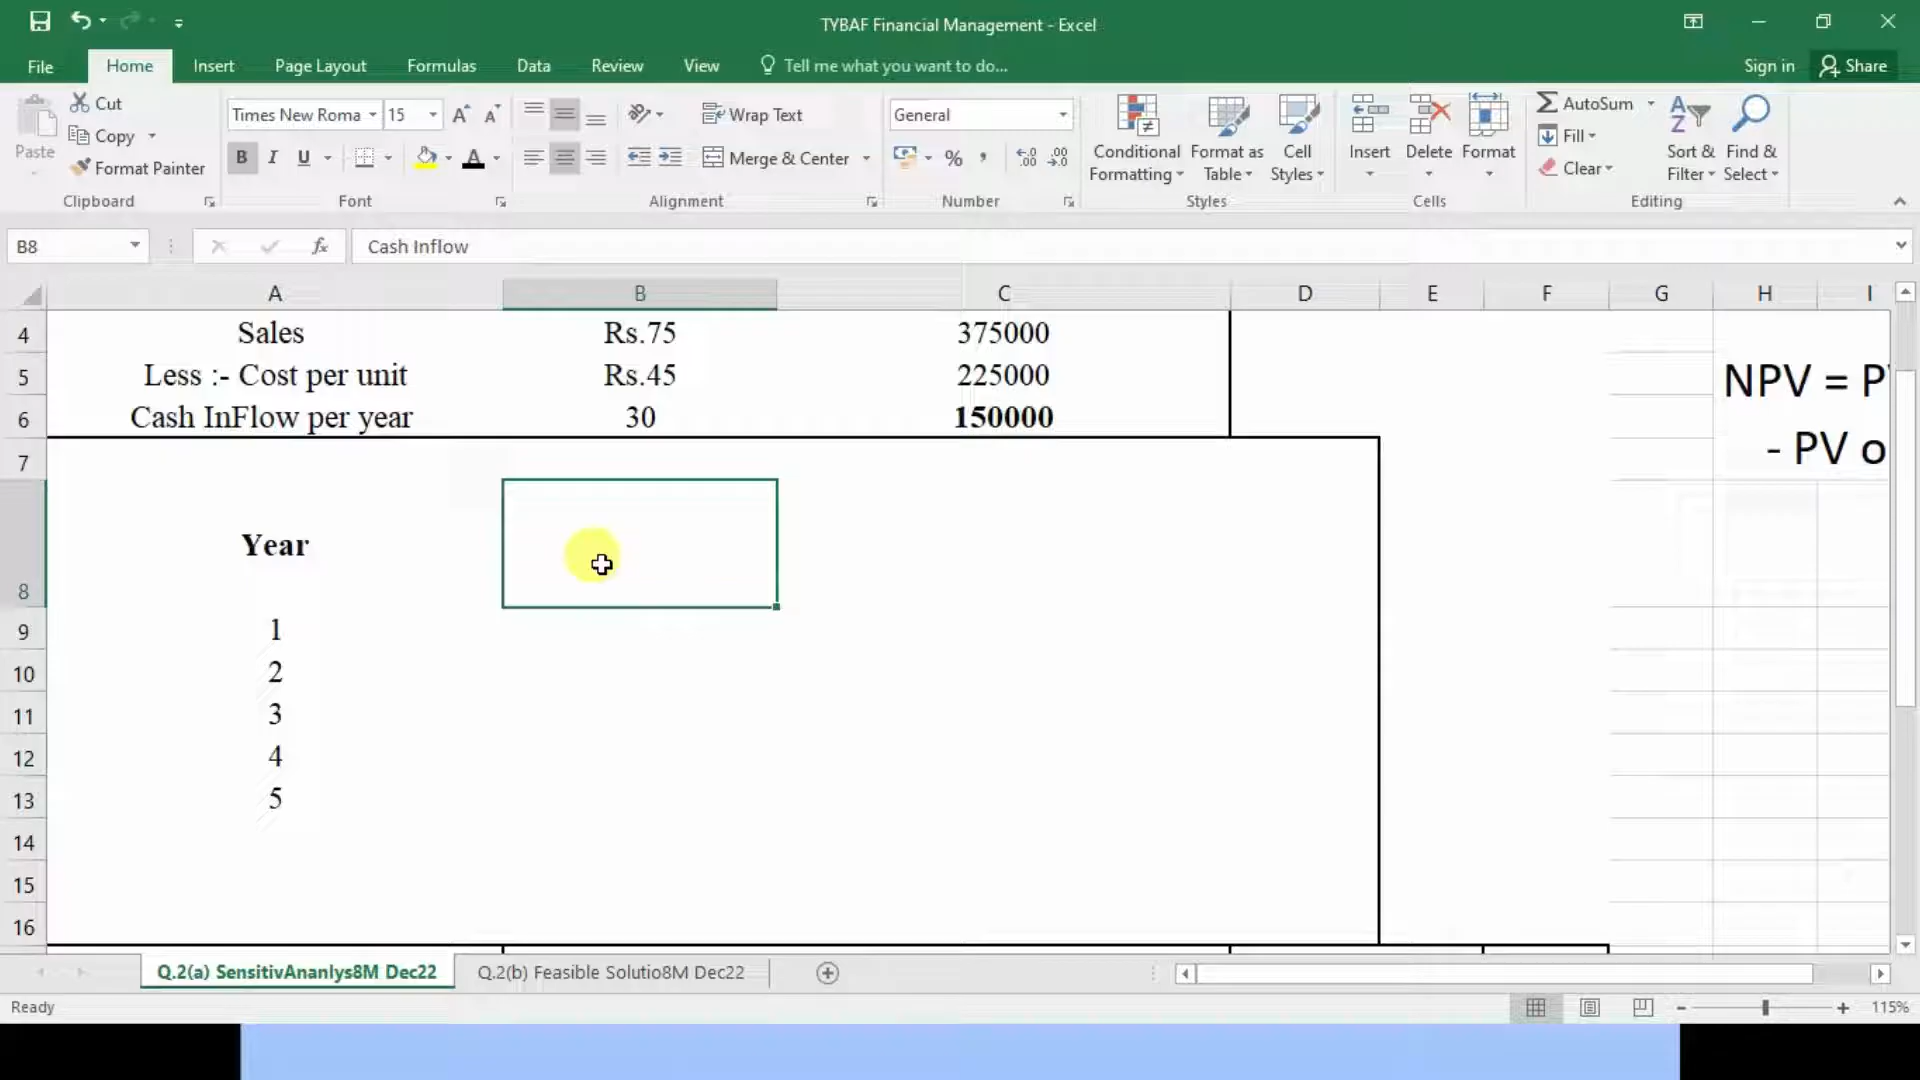 TYBAF Financial Management - Excel
File Home Insert Page Layout Formulas Data Review View Tell me what you want to do... Sign in Share
Paste
Cut
Copy
Format Painter
Clipboard
Times New Roma 15
B I U
Font
Wrap Text
Merge & Center
Alignment
General
% ,
Number
Conditional Formatting
Format as Table
Cell Styles
Styles
Insert Delete Format
Cells
AutoSum
Fill
Clear
Sort & Filter
Find & Select
Editing
B8 fx Cash Inflow
A B C D E F G H I
4 Sales Rs.75 375000
5 Less :- Cost per unit Rs.45 225000 NPV = P
6 Cash InFlow per year 30 150000
7 - PV o
8 Year
9 1
10 2
11 3
12 4
13 5
14
15
16
Q.2(a) SensitivAnanlys8M Dec22 Q.2(b) Feasible Solutio8M Dec22
Ready 115%